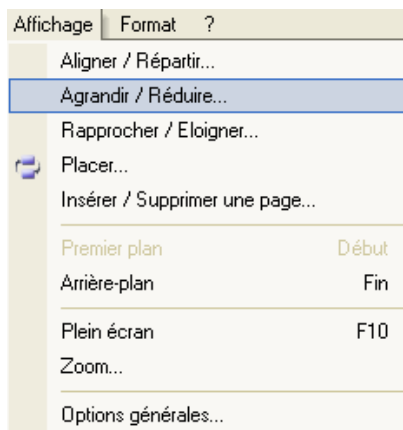 Affichage Format ?
Aligner / Répartir...
Agrandir / Réduire...
Rapprocher / Eloigner...
Placer...
Insérer / Supprimer une page...
Premier plan Début
Arrière-plan Fin
Plein écran F10
Zoom...
Options générales...